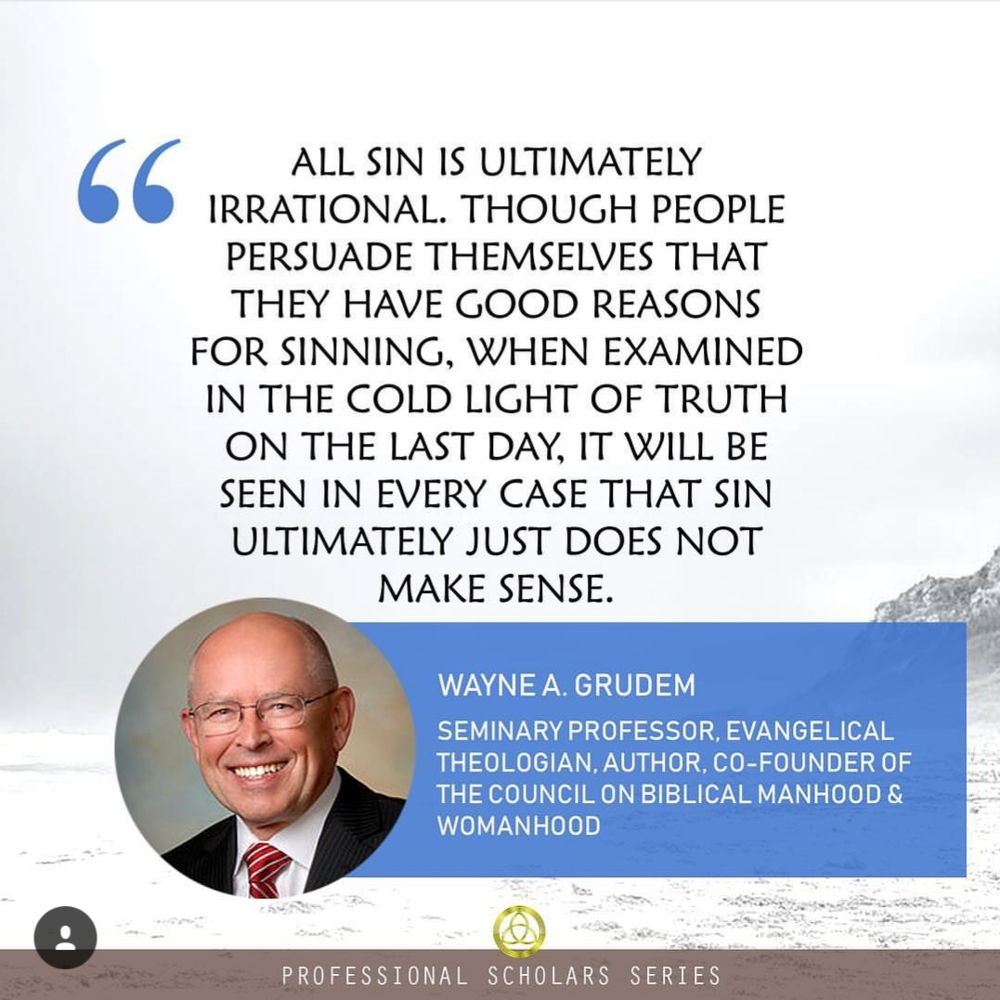 “
ALL SIN IS ULTIMATELY
IRRATIONAL. THOUGH PEOPLE
PERSUADE THEMSELVES THAT
THEY HAVE GOOD REASONS
FOR SINNING, WHEN EXAMINED
IN THE COLD LIGHT OF TRUTH
ON THE LAST DAY, IT WILL BE
SEEN IN EVERY CASE THAT SIN
ULTIMATELY JUST DOES NOT
MAKE SENSE.
WAYNE A. GRUDEM
SEMINARY PROFESSOR, EVANGELICAL
THEOLOGIAN, AUTHOR, CO-FOUNDER OF
THE COUNCIL ON BIBLICAL MANHOOD &
WOMANHOOD
PROFESSIONAL SCHOLARS SERIES